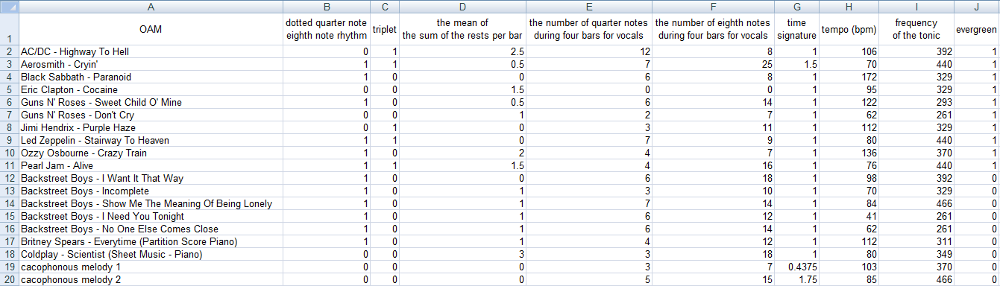 A B C D E F G H I J
1 OAM dotted quarter note eighth note rhythm triplet the mean of the sum of the rests per bar the number of quarter notes during four bars for vocals the number of eighth notes during four bars for vocals time signature tempo (bpm) frequency of the tonic evergreen
2 AC/DC - Highway To Hell 0 1 2.5 12 8 1 106 392 1
3 Aerosmith - Cryin' 1 1 0.5 7 25 1.5 70 440 1
4 Black Sabbath - Paranoid 1 0 0 6 8 1 172 329 1
5 Eric Clapton - Cocaine 0 0 1.5 0 0 1 95 329 1
6 Guns N' Roses - Sweet Child O' Mine 1 0 0.5 6 14 1 122 293 1
7 Guns N' Roses - Don't Cry 0 0 1 2 7 1 62 261 1
8 Jimi Hendrix - Purple Haze 0 1 0 3 11 1 112 329 1
9 Led Zeppelin - Stairway To Heaven 1 1 0 7 9 1 80 440 1
10 Ozzy Osbourne - Crazy Train 1 0 2 4 7 1 136 370 1
11 Pearl Jam - Alive 1 1 1.5 4 16 1 76 440 1
12 Backstreet Boys - I Want It That Way 1 0 0 6 18 1 98 392 0
13 Backstreet Boys - Incomplete 1 0 1 3 10 1 70 329 0
14 Backstreet Boys - Show Me The Meaning Of Being Lonely 1 0 1 7 14 1 84 466 0
15 Backstreet Boys - I Need You Tonight 1 0 1 6 12 1 41 261 0
16 Backstreet Boys - No One Else Comes Close 1 0 1 6 14 1 62 261 0
17 Britney Spears - Everytime (Partition Score Piano) 1 0 1 4 12 1 112 311 0
18 Coldplay - Scientist (Sheet Music - Piano) 0 0 3 3 18 1 80 349 0
19 cacophonous melody 1 0 0 0 3 7 0.4375 103 370 0
20 cacophonous melody 2 0 0 0 5 15 1.75 85 466 0